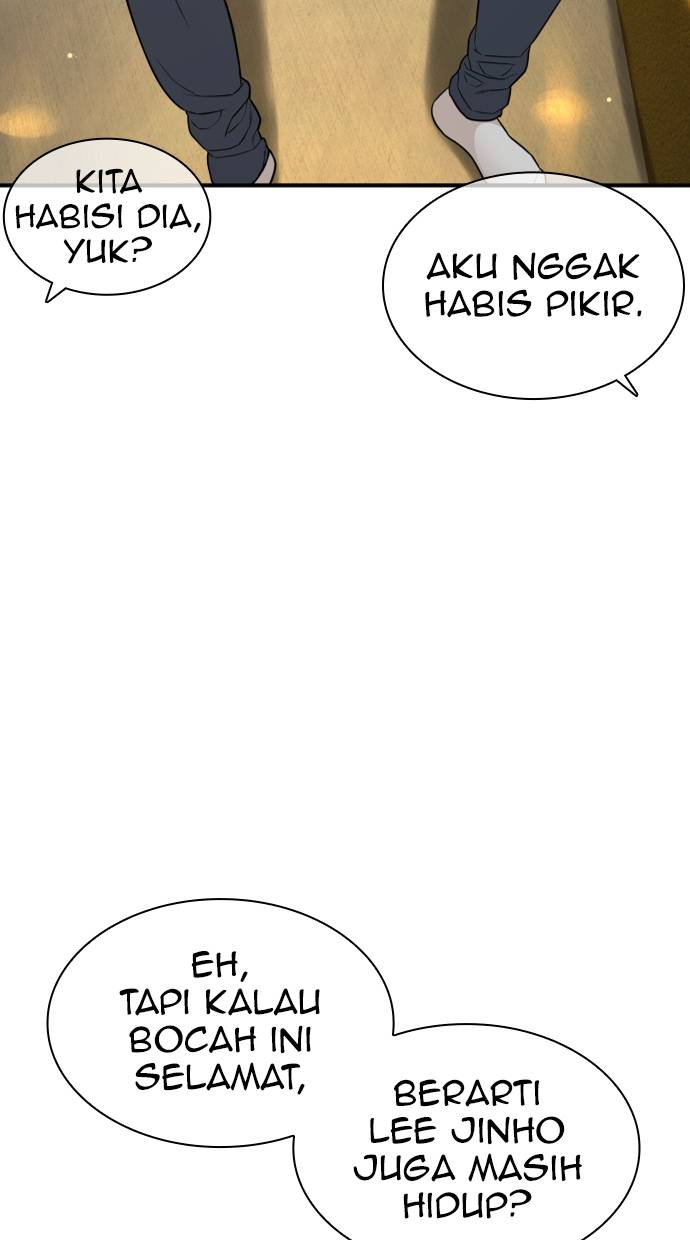 KITA
HABISI DIA,
YUK?
AKU NGGAK
HABIS PIKIR.
EH,
TAPI KALAU
BOCAH INI
SELAMAT,
BERARTI
LEE JINHO
JUGA MASIH
HIDUP?